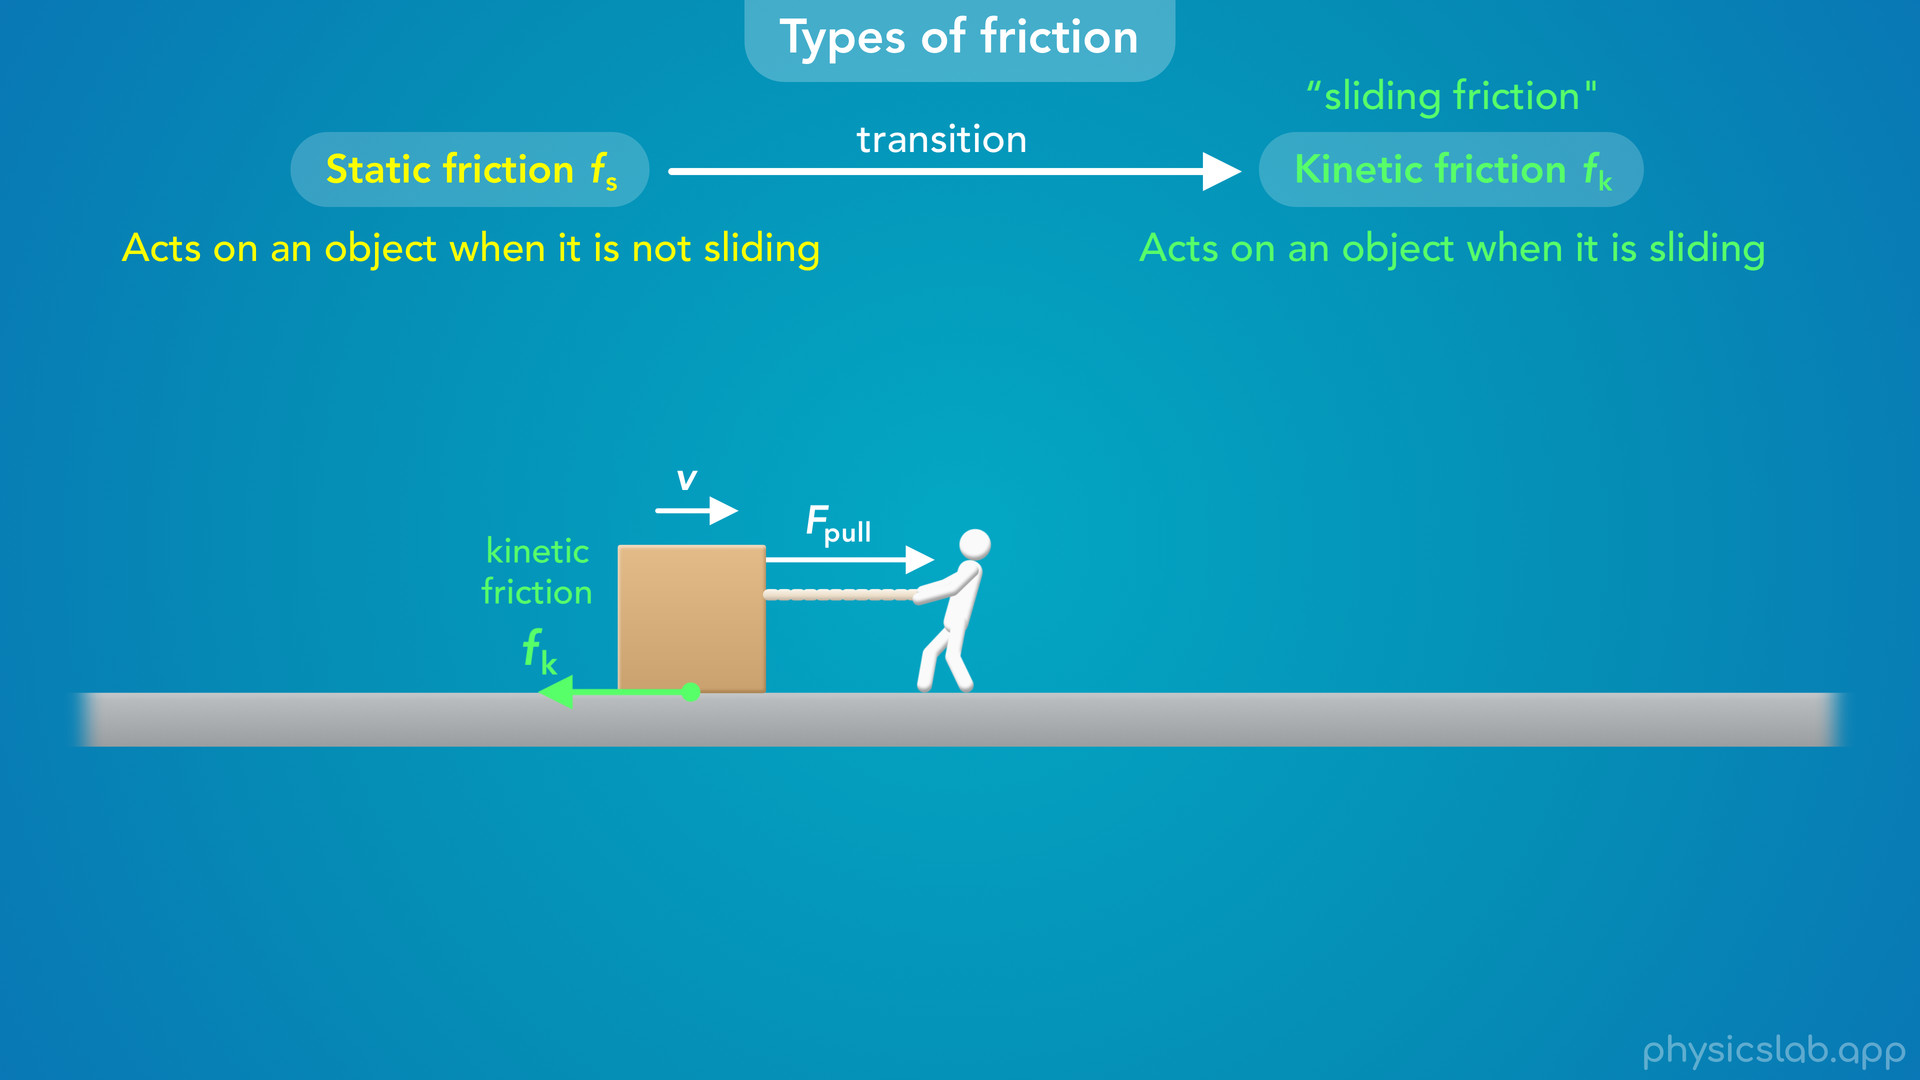 Types of friction
“sliding friction"
transition
Static friction fs
Kinetic friction fk
Acts on an object when it is not sliding
Acts on an object when it is sliding
v
Fpull
kinetic
friction
fk
physicslab.app